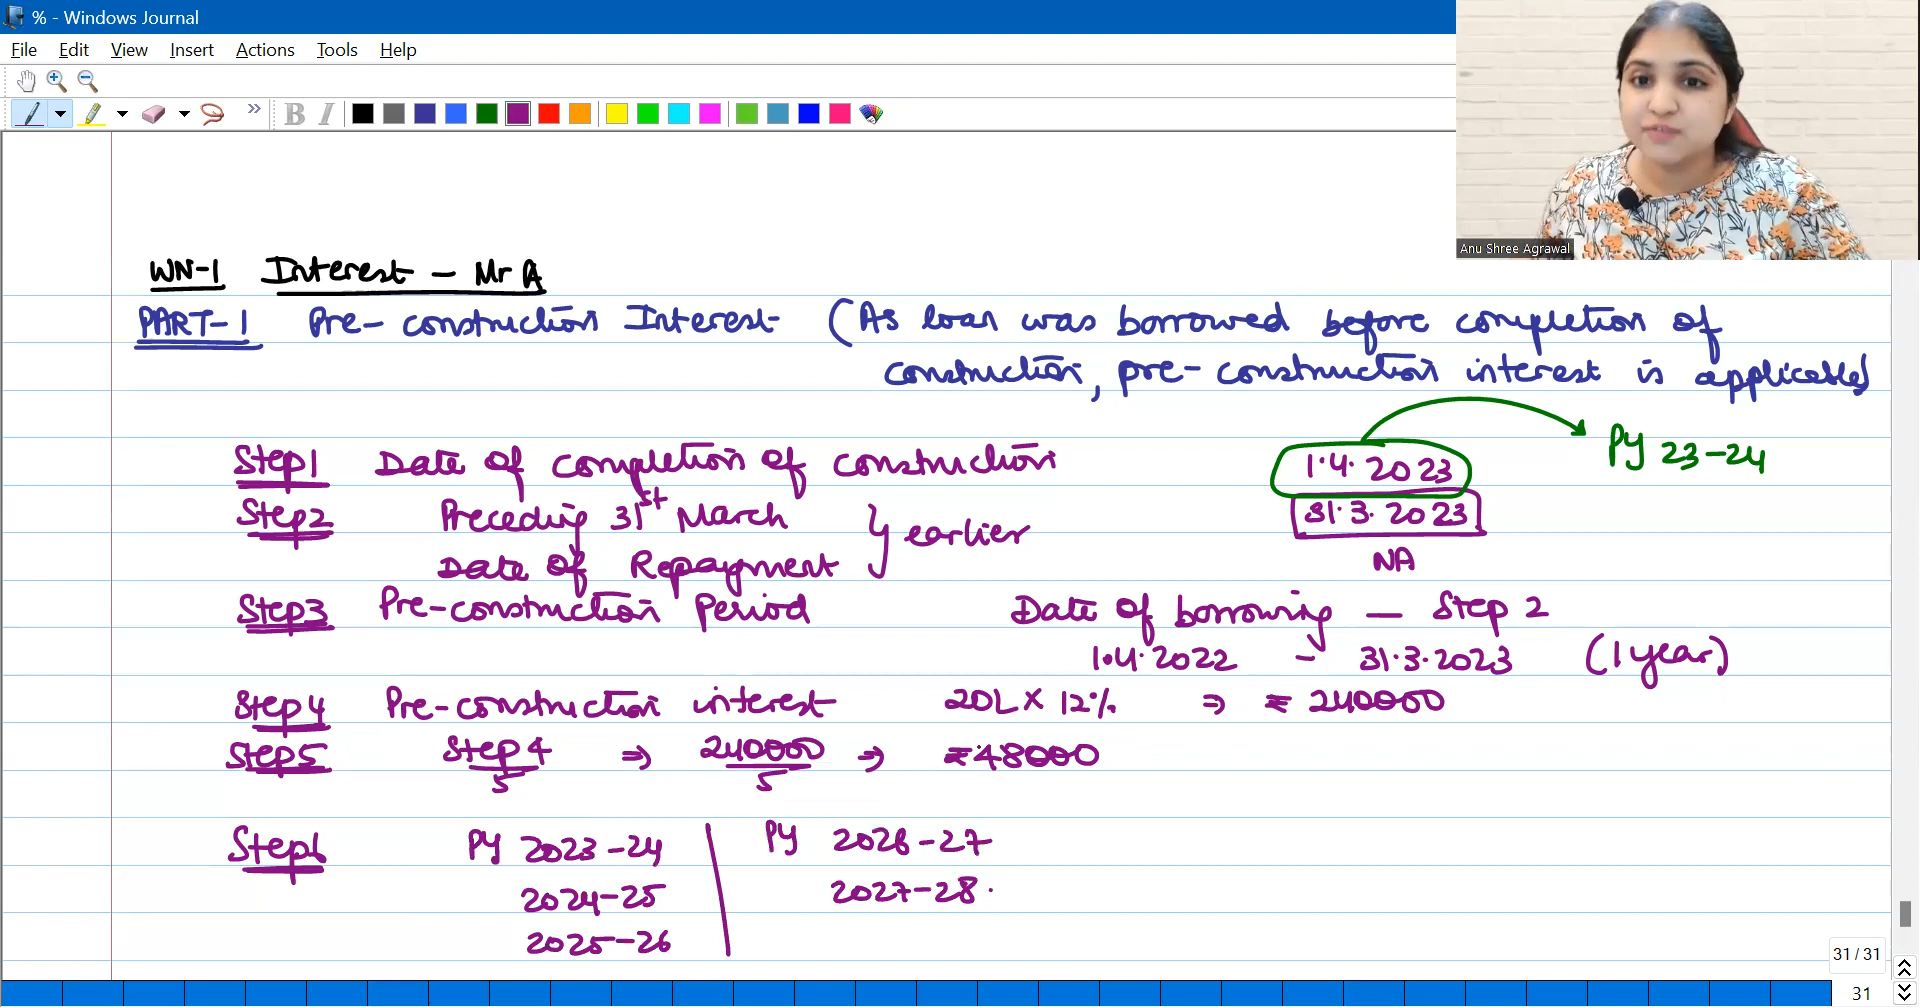 % - Windows Journal
File Edit View Insert Actions Tools Help
B I
Anu Shree Agrawal
WN-1 Interest - Mr A
PART-1 Pre-construction Interest (As loan was borrowed before completion of
construction, pre-construction interest is applicable)
Step1 Date of completion of construction 1.4.2023 PY 23-24
Step2 Preceding 31st March } earlier 31.3.2023
Date of Repayment NA
Step3 Pre-construction Period Date of borrowing - Step 2
1.4.2022 - 31.3.2023 (1 year)
Step4 Pre-construction interest 20L × 12% ⇒ ₹ 240000
Step5 Step 4/5 ⇒ 240000/5 ⇒ ₹48000
Step6 PY 2023-24 PY 2026-27
2024-25 2027-28.
2025-26
31 / 31
31